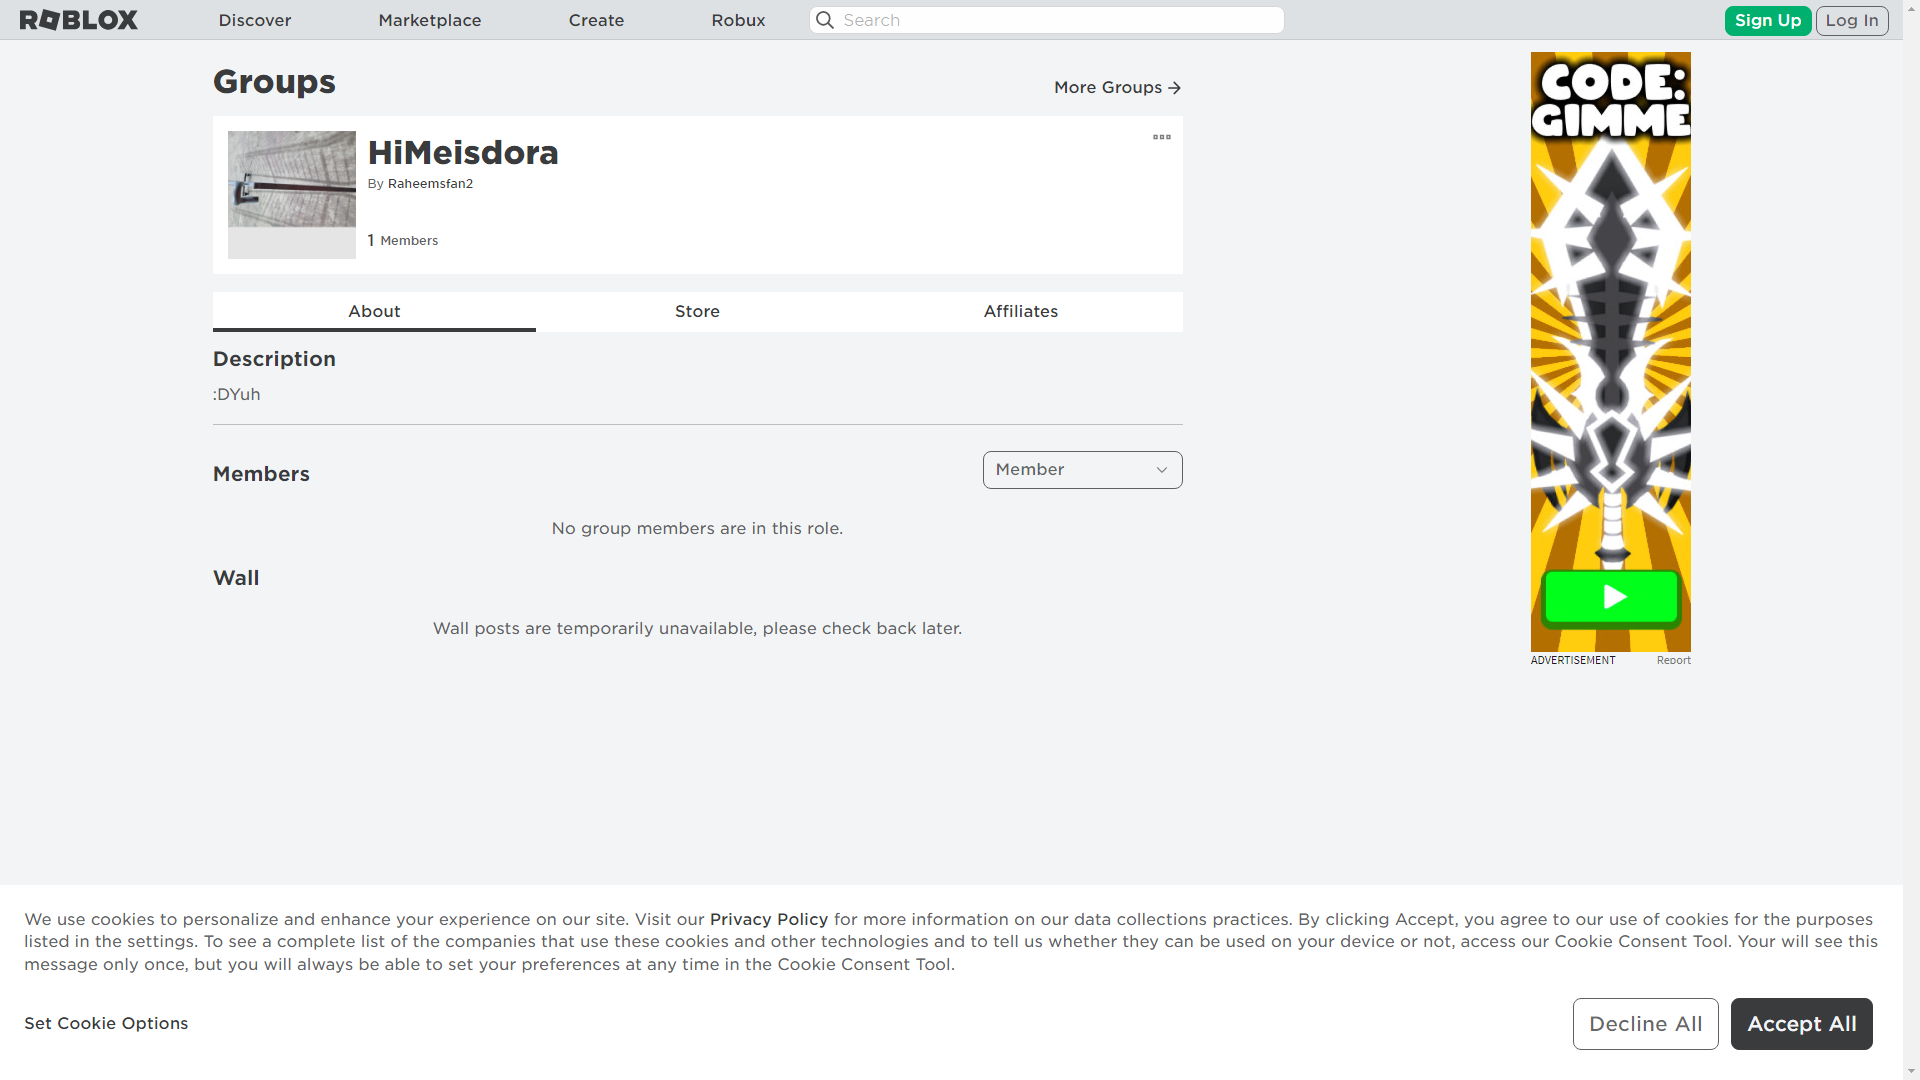 ROBLOX
Discover
Marketplace
Create
Robux
Search
Sign Up
Log In
Groups
More Groups
HiMeisdora
By Raheemsfan2
1 Members
About
Store
Affiliates
Description
:DYuh
Members
Member
No group members are in this role.
Wall
Wall posts are temporarily unavailable, please check back later.
CODE:
GIMME
ADVERTISEMENT
Report
We use cookies to personalize and enhance your experience on our site. Visit our Privacy Policy for more information on our data collections practices. By clicking Accept, you agree to our use of cookies for the purposes
listed in the settings. To see a complete list of the companies that use these cookies and other technologies and to tell us whether they can be used on your device or not, access our Cookie Consent Tool. Your will see this
message only once, but you will always be able to set your preferences at any time in the Cookie Consent Tool.
Set Cookie Options
Decline All
Accept All